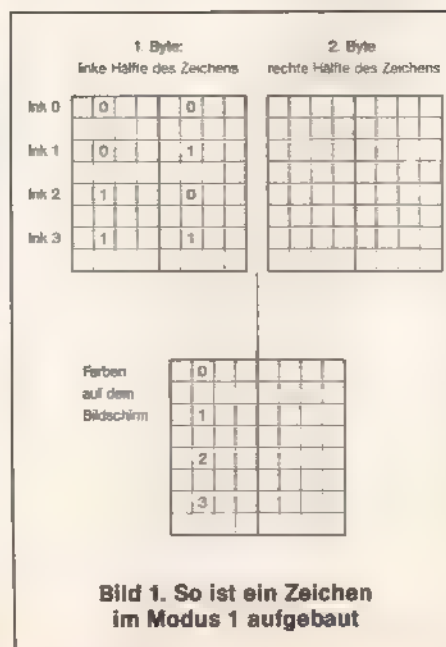 1. Byte:
linke Hälfte des Zeichens
2. Byte
rechte Hälfte des Zeichens
Ink 0 0 0
Ink 1 0 1
Ink 2 1 0
Ink 3 1 1
Farben
auf dem
Bildschirm
0
1
2
3
Bild 1. So ist ein Zeichen
im Modus 1 aufgebaut